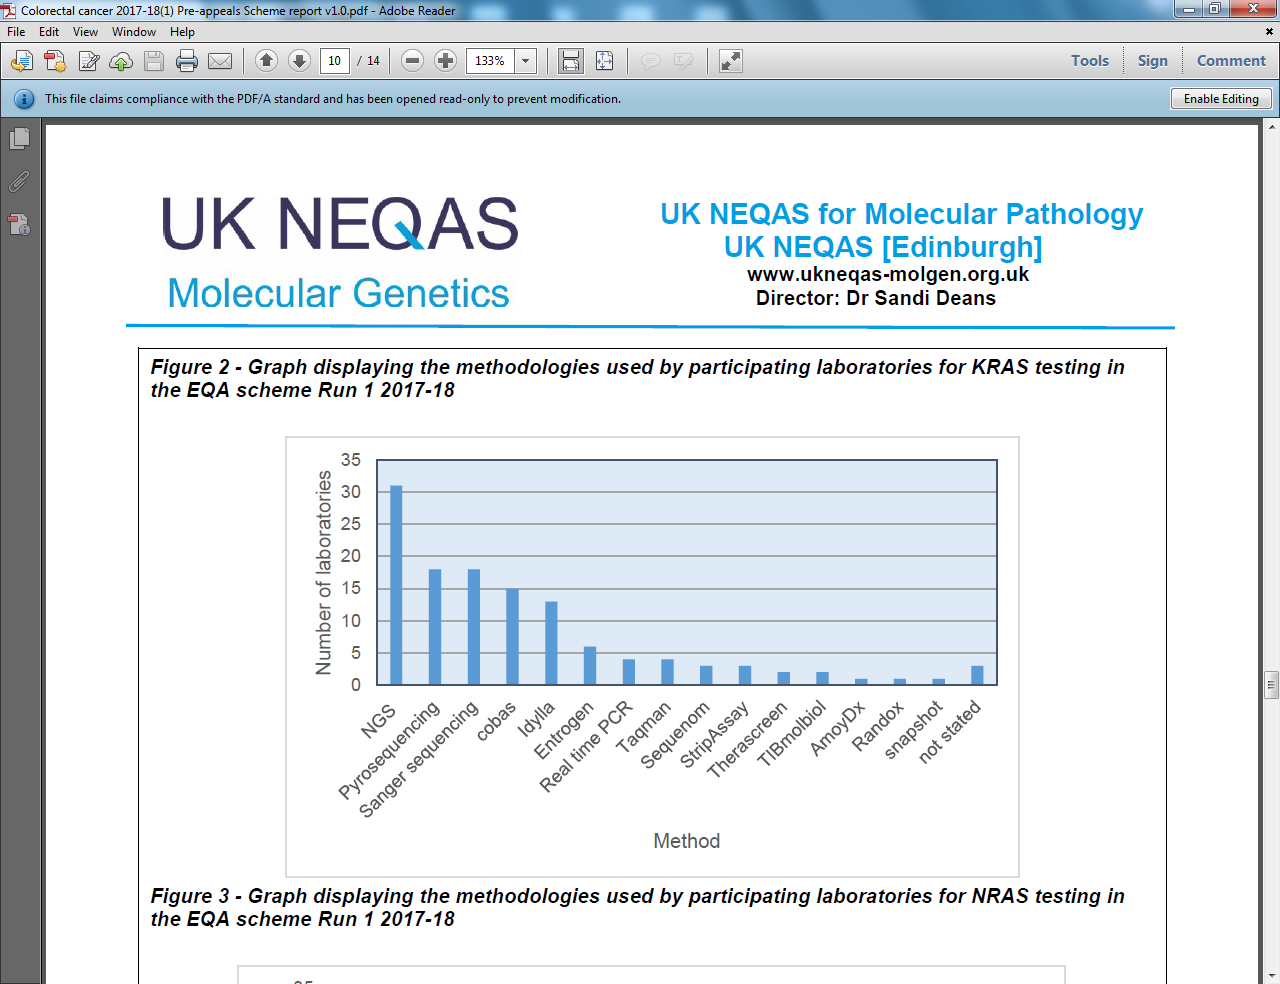 Colorectal cancer 2017-18(1) Pre-appeals Scheme report v1.0.pdf - Adobe Reader
File Edit View Window Help
10 / 14 133% Tools Sign Comment
This file claims compliance with the PDF/A standard and has been opened read-only to prevent modification. Enable Editing
UK NEQAS
Molecular Genetics
UK NEQAS for Molecular Pathology
UK NEQAS [Edinburgh]
www.ukneqas-molgen.org.uk
Director: Dr Sandi Deans
Figure 2 - Graph displaying the methodologies used by participating laboratories for KRAS testing in
the EQA scheme Run 1 2017-18
Number of laboratories
35
30
25
20
15
10
5
0
NGS
Pyrosequencing
Sanger sequencing
cobas
Idylla
Entrogen
Real time PCR
Taqman
Sequenom
StripAssay
Therascreen
TIBmolbiol
AmoyDx
Randox
snapshot
not stated
Method
Figure 3 - Graph displaying the methodologies used by participating laboratories for NRAS testing in
the EQA scheme Run 1 2017-18